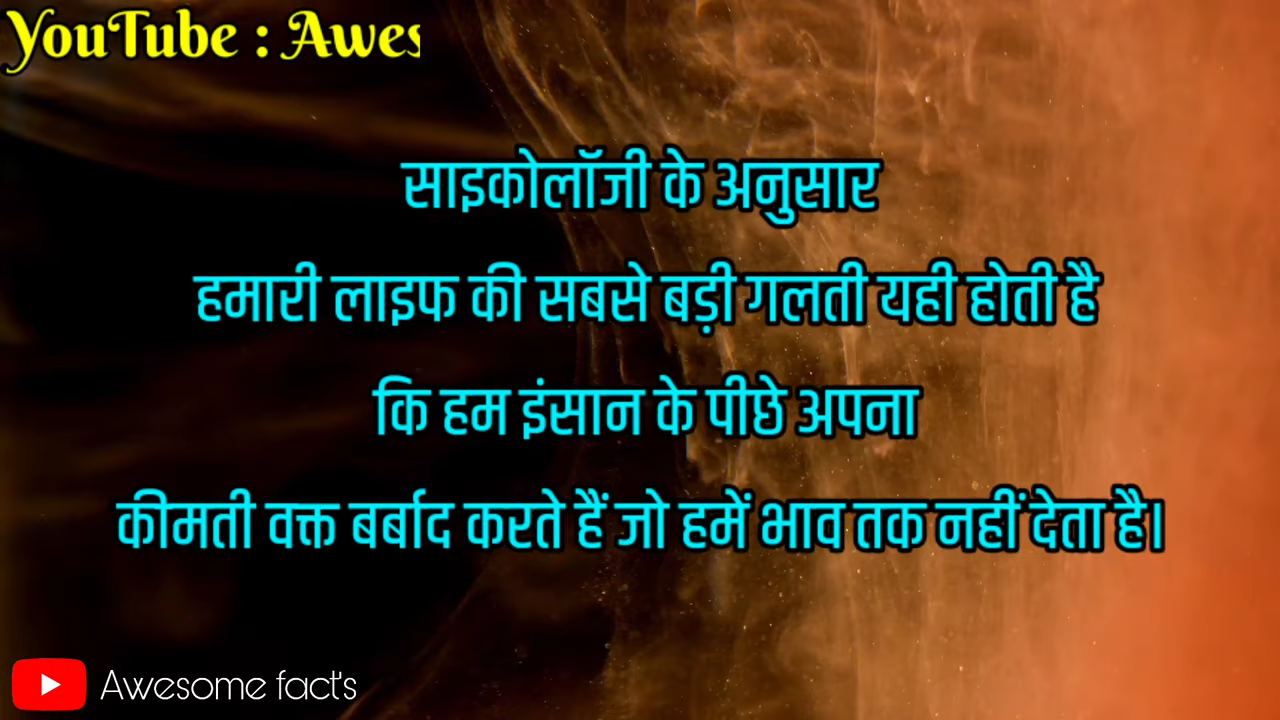 YouTube : Awes
साइकोलॉजी के अनुसार
हमारी लाइफ की सबसे बड़ी गलती यही होती है
कि हम इंसान के पीछे अपना
कीमती वक्त बर्बाद करते हैं जो हमें भाव तक नहीं देता है।
Awesome fact's